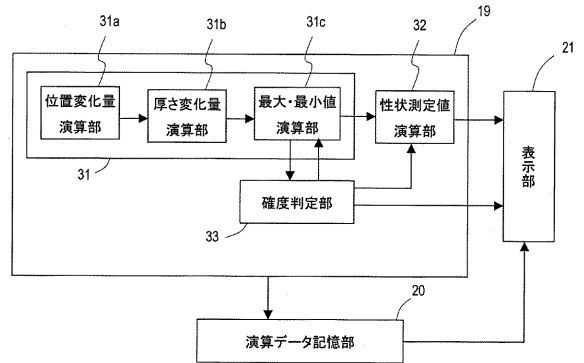 31a
31b
31c
32
19
21
位置変化量
演算部
厚さ変化量
演算部
最大・最小値
演算部
性状測定値
演算部
表示部
31
確度判定部
33
20
演算データ記憶部